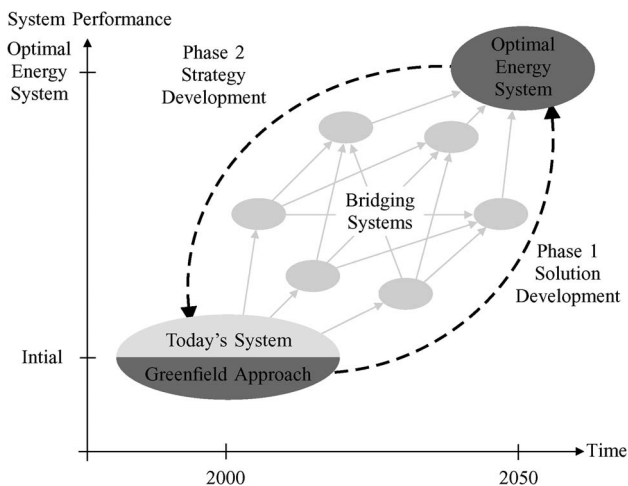 System Performance
Optimal
Energy
System
Phase 2
Strategy
Development
Optimal
Energy
System
Bridging
Systems
Phase 1
Solution
Development
Intial
Today's System
Greenfield Approach
Time
2000
2050